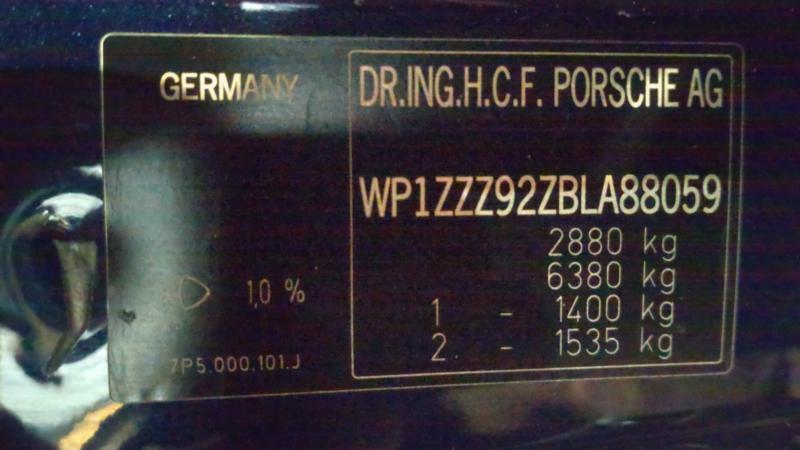 GERMANY
DR.ING.H.C.F. PORSCHE AG
WP1ZZZ92ZBLA88059
2880 kg
6380 kg
1 - 1400 kg
2 - 1535 kg
1,0 %
7P5.000.101.J